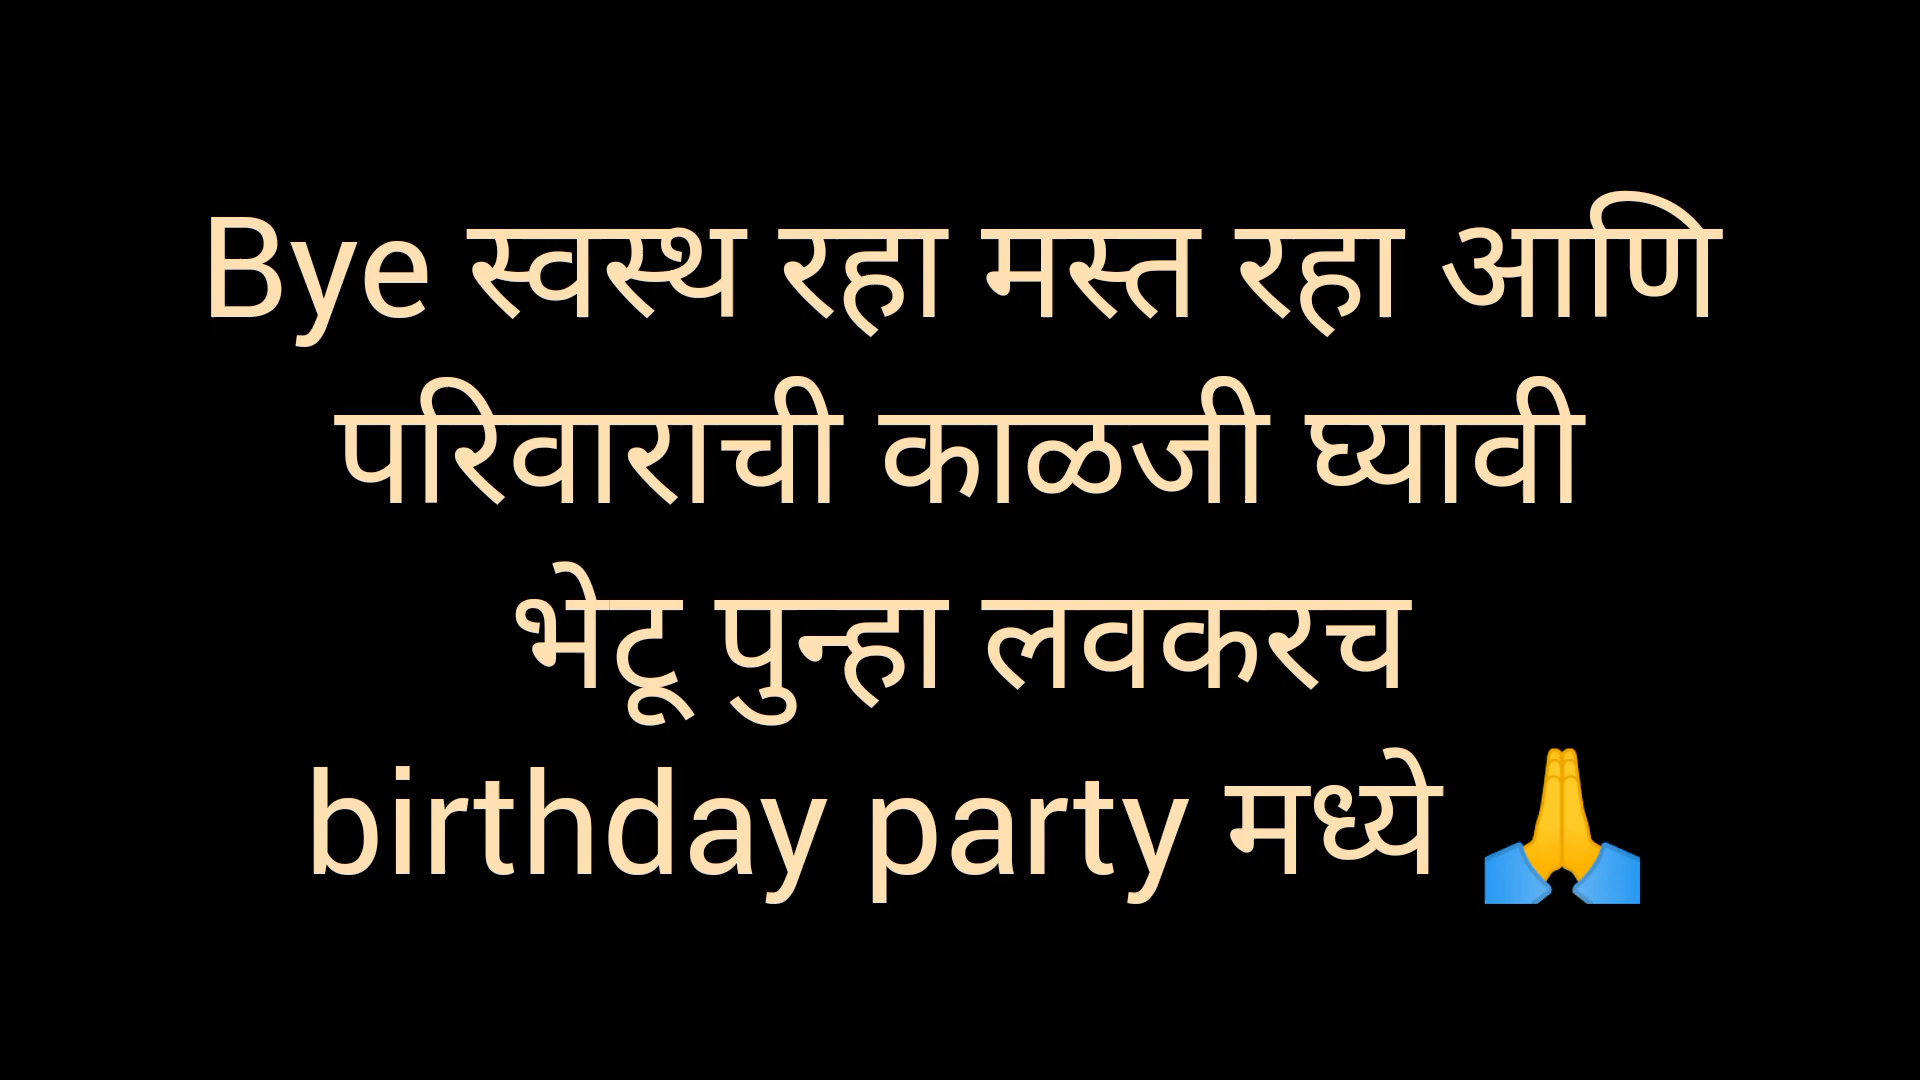 Bye स्वस्थ रहा मस्त रहा आणि
परिवाराची काळजी घ्यावी
भेटू पुन्हा लवकरच
birthday party मध्ये 🙏